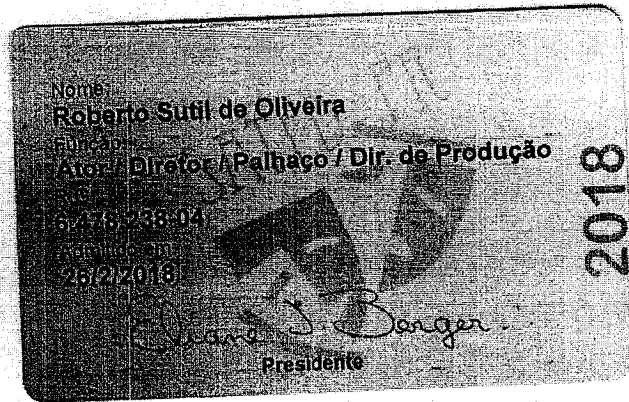 Nome:
Roberto Sutil de Oliveira
Função:
Ator / Diretor / Palhaço / Dir. de Produção
6.478.238-04
Admitido em:
26/2/2018
Presidente
2018